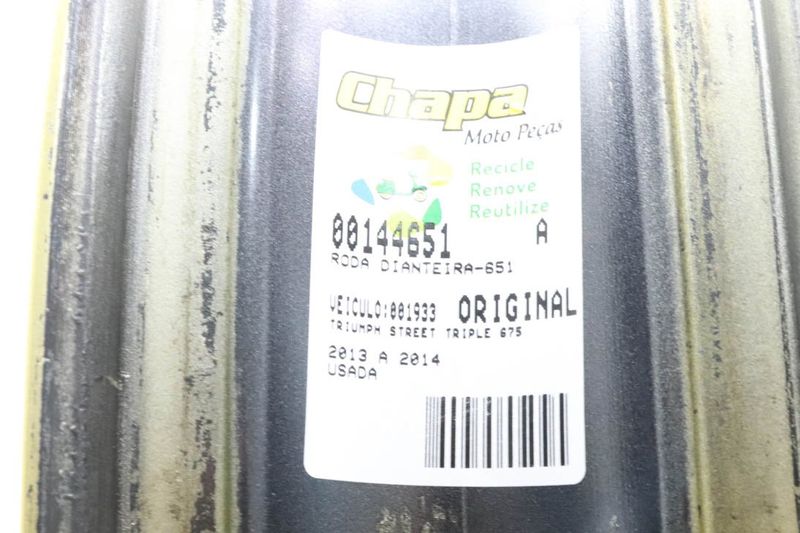 Chapa
Moto Peças
Recicle
Renove
Reutilize
00144651 A
RODA DIANTEIRA-651
VEICULO:001933 ORIGINAL
TRIUMPH STREET TRIPLE 675
2013 A 2014
USADA